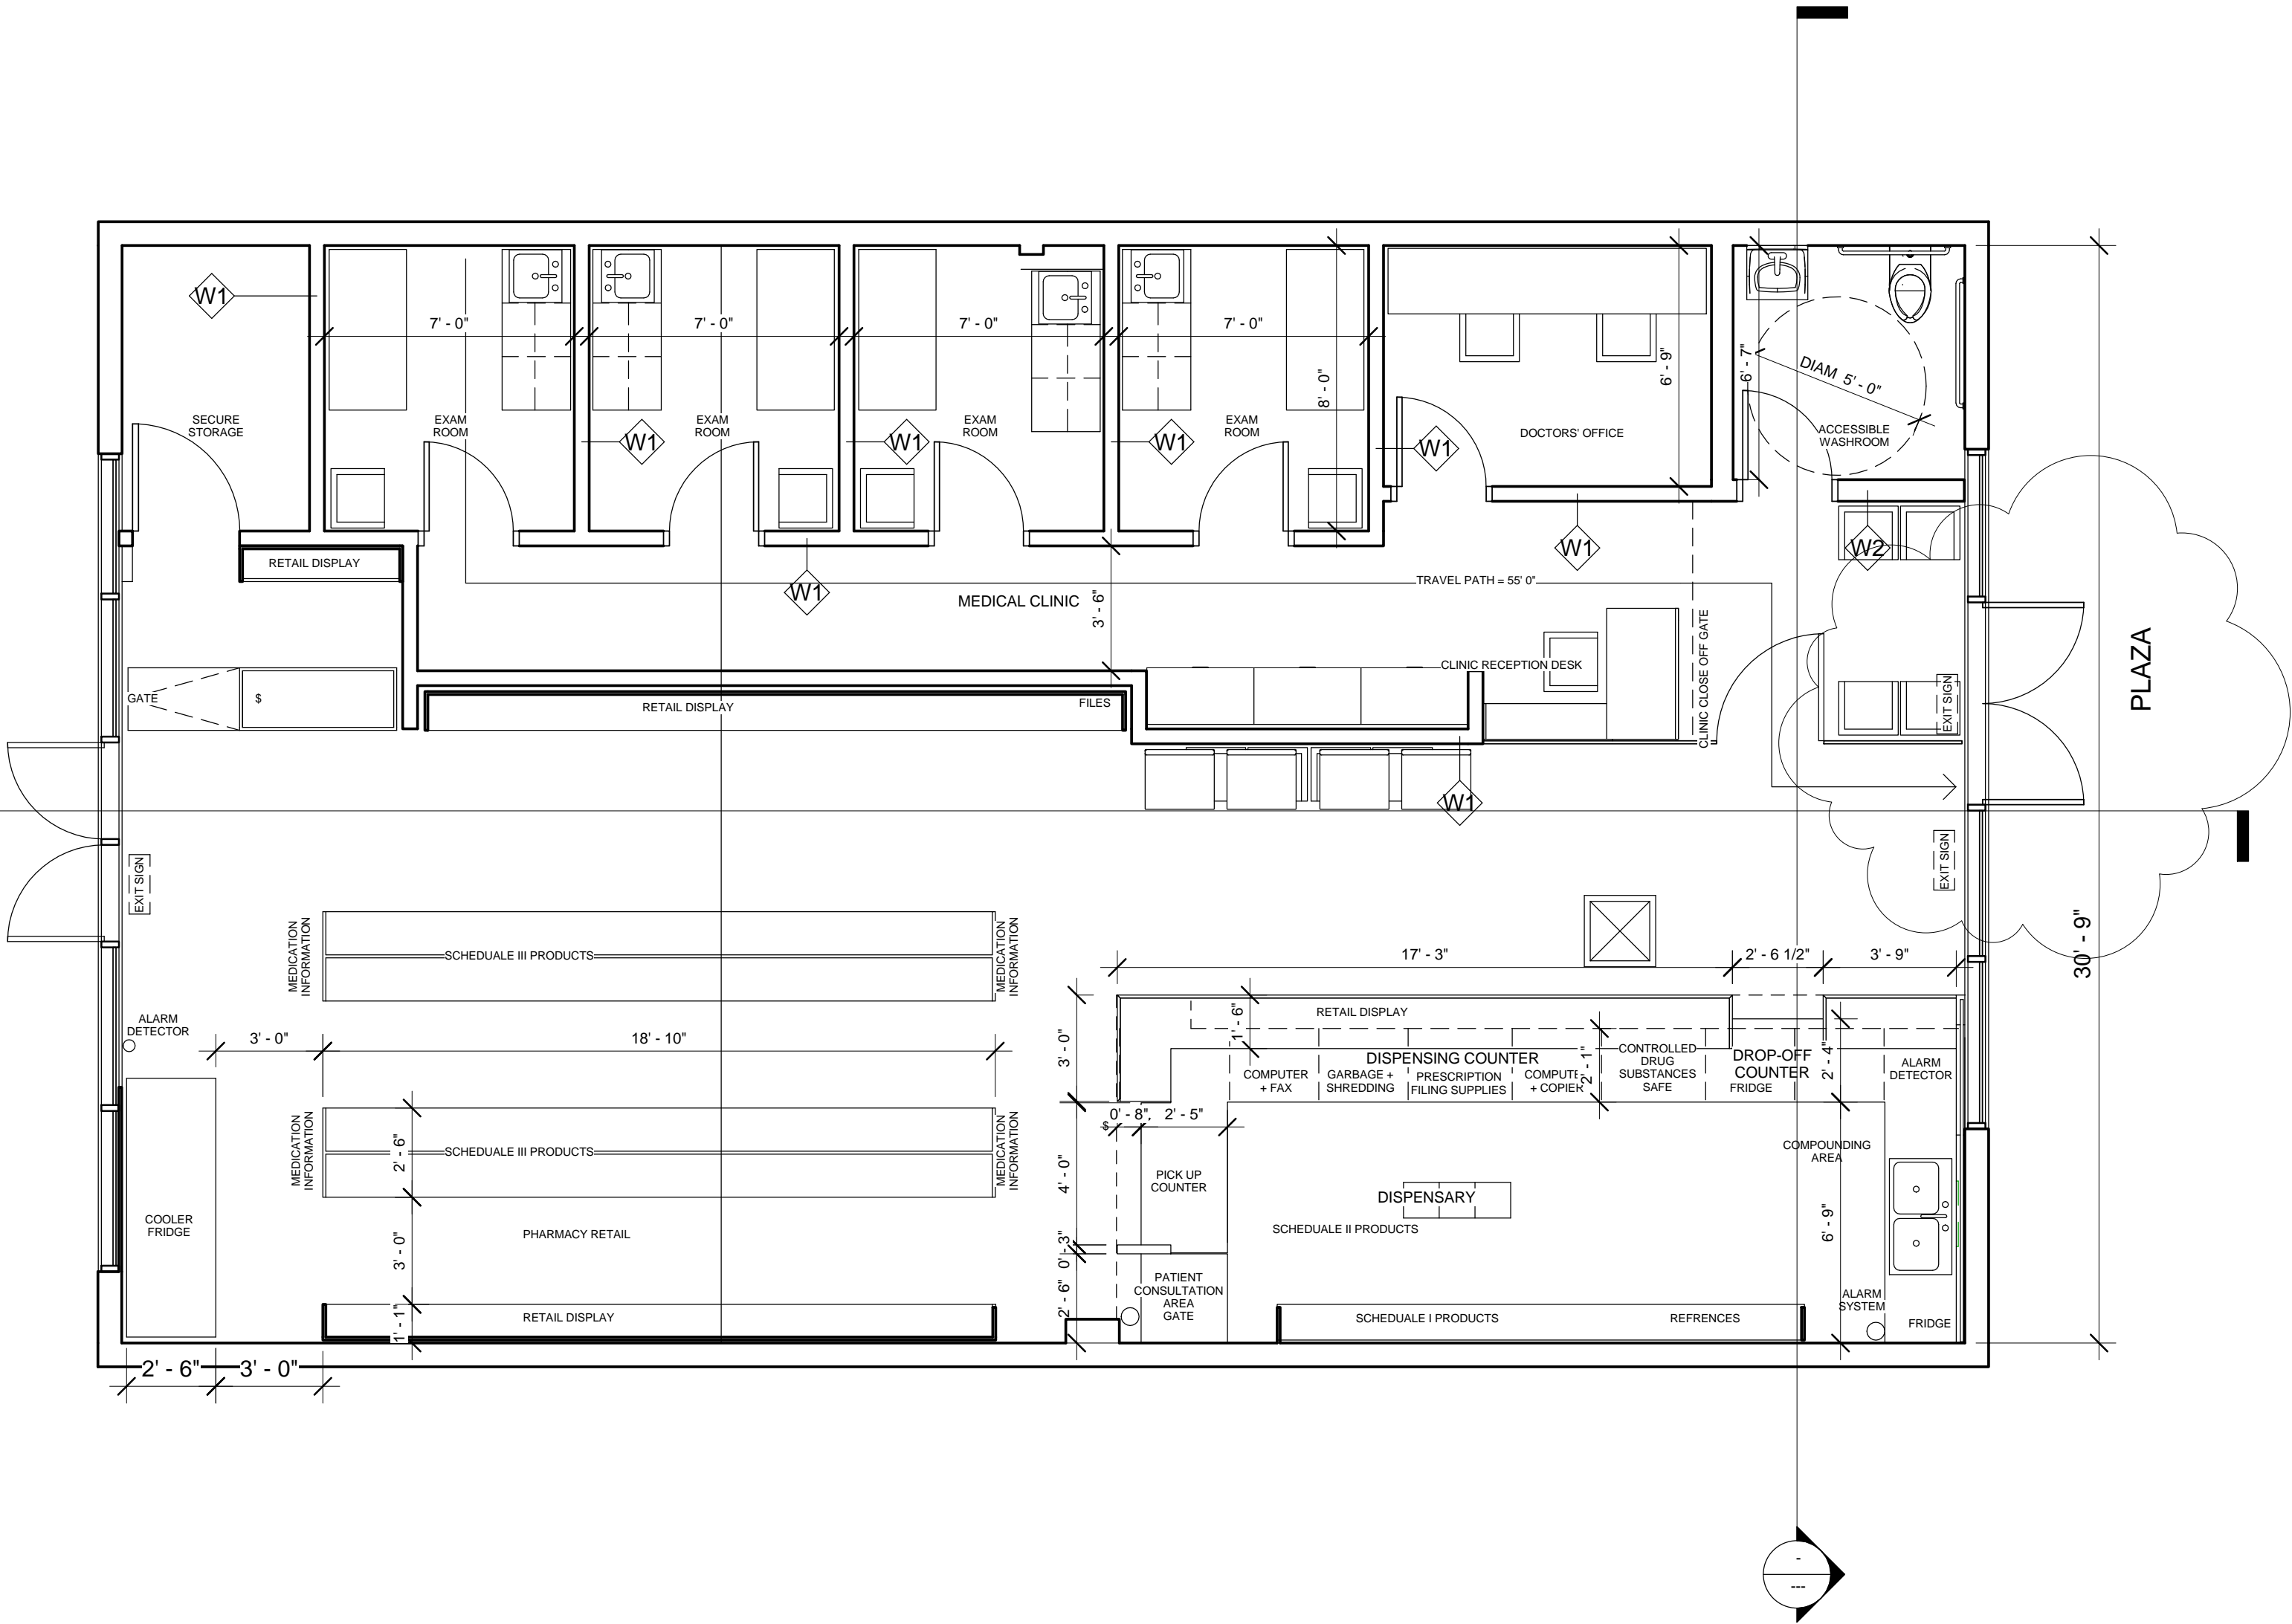 W1
7' - 0"
7' - 0"
7' - 0"
7' - 0"
8' - 0"
6' - 9"
6' - 7"
DIAM 5' - 0"
SECURE
STORAGE
EXAM
ROOM
EXAM
ROOM
EXAM
ROOM
EXAM
ROOM
DOCTORS' OFFICE
ACCESSIBLE
WASHROOM
W1
W1
W1
W1
W1
W1
W2
RETAIL DISPLAY
MEDICAL CLINIC
3' - 6"
TRAVEL PATH = 55' 0"
CLINIC RECEPTION DESK
CLINIC CLOSE OFF GATE
EXIT SIGN
PLAZA
GATE
$
RETAIL DISPLAY
FILES
W1
EXIT SIGN
EXIT SIGN
30' - 9"
MEDICATION
INFORMATION
SCHEDUALE III PRODUCTS
MEDICATION
INFORMATION
17' - 3"
2' - 6 1/2"
3' - 9"
ALARM
DETECTOR
3' - 0"
18' - 10"
3' - 0"
1' - 6"
RETAIL DISPLAY
DISPENSING COUNTER
COMPUTER
+ FAX
GARBAGE +
SHREDDING
PRESCRIPTION
FILING SUPPLIES
COMPUTE
+ COPIER
2' - 1"
CONTROLLED
DRUG
SUBSTANCES
SAFE
DROP-OFF
COUNTER
FRIDGE
2' - 4"
ALARM
DETECTOR
MEDICATION
INFORMATION
2' - 6"
SCHEDUALE III PRODUCTS
MEDICATION
INFORMATION
$
0' - 8"
2' - 5"
4' - 0"
PICK UP
COUNTER
DISPENSARY
SCHEDUALE II PRODUCTS
COMPOUNDING
AREA
6' - 9"
COOLER
FRIDGE
PHARMACY RETAIL
3' - 0"
0' - 3"
2' - 6"
PATIENT
CONSULTATION
AREA
GATE
1' - 1"
RETAIL DISPLAY
SCHEDUALE I PRODUCTS
REFRENCES
ALARM
SYSTEM
FRIDGE
2' - 6"
3' - 0"
-
---